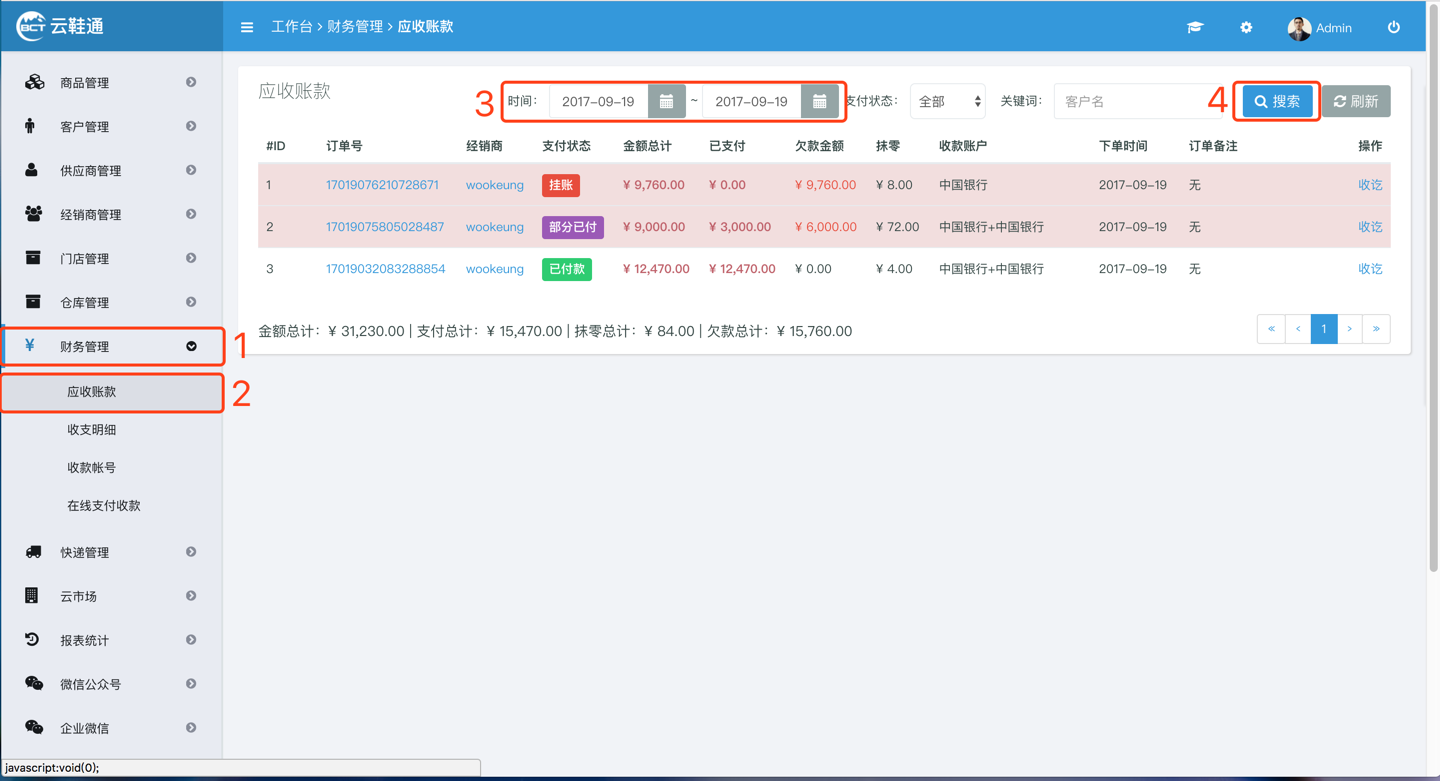 BCT 云鞋通
工作台 › 财务管理 › 应收账款
Admin
商品管理
客户管理
供应商管理
经销商管理
门店管理
仓库管理
财务管理
1
应收账款
2
收支明细
收款帐号
在线支付收款
快递管理
云市场
报表统计
微信公众号
企业微信
应收账款
3
时间： 2017-09-19 ~ 2017-09-19 支付状态： 全部 关键词： 客户名
4
搜索 刷新
#ID 订单号 经销商 支付状态 金额总计 已支付 欠款金额 抹零 收款账户 下单时间 订单备注 操作
1 17019076210728671 wookeung 挂账 ¥ 9,760.00 ¥ 0.00 ¥ 9,760.00 ¥ 8.00 中国银行 2017-09-19 无 收讫
2 17019075805028487 wookeung 部分已付 ¥ 9,000.00 ¥ 3,000.00 ¥ 6,000.00 ¥ 72.00 中国银行+中国银行 2017-09-19 无 收讫
3 17019032083288854 wookeung 已付款 ¥ 12,470.00 ¥ 12,470.00 ¥ 0.00 ¥ 4.00 中国银行+中国银行 2017-09-19 无 收讫
金额总计：¥ 31,230.00 | 支付总计：¥ 15,470.00 | 抹零总计：¥ 84.00 | 欠款总计：¥ 15,760.00
« ‹ 1 › »
javascript:void(0);